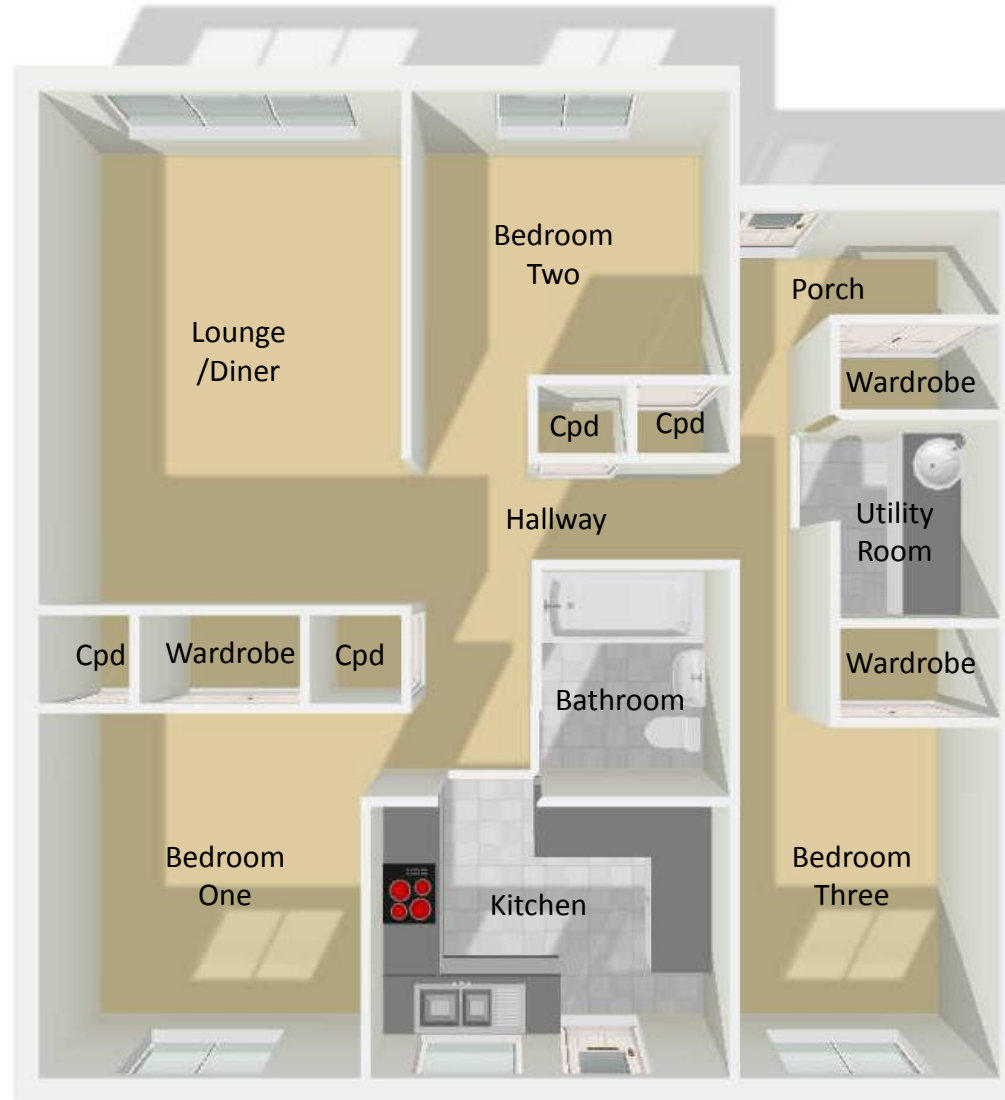 Bedroom
Two
Porch
Lounge
/Diner
Wardrobe
Cpd
Cpd
Hallway
Utility
Room
Cpd
Wardrobe
Cpd
Wardrobe
Bathroom
Bedroom
One
Kitchen
Bedroom
Three